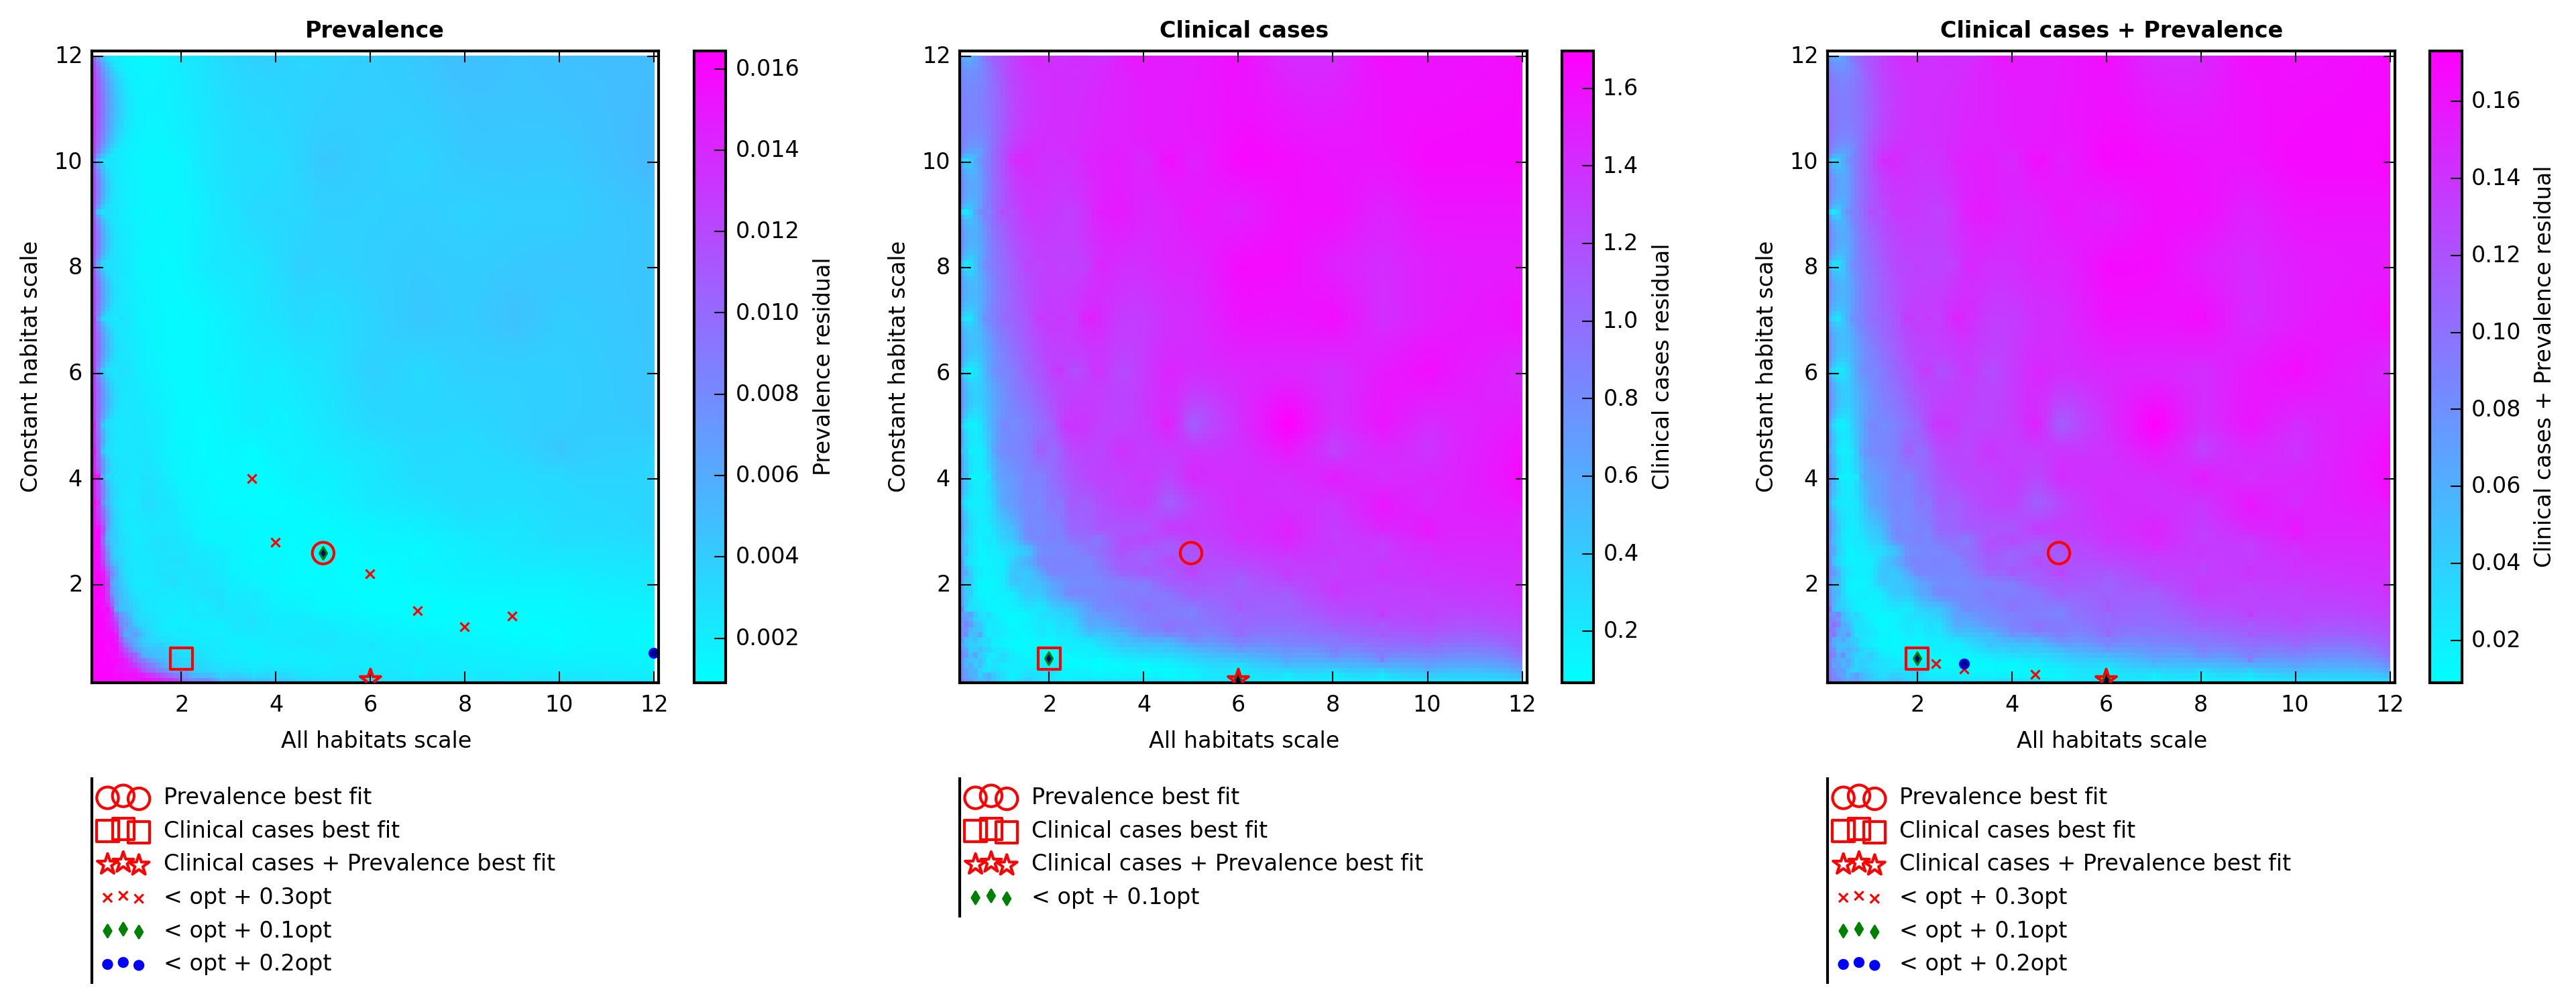 Prevalence
12
10
8
6
4
2
Constant habitat scale
2 4 6 8 10 12
All habitats scale
0.016
0.014
0.012
0.010
0.008
0.006
0.004
0.002
Prevalence residual
Prevalence best fit
Clinical cases best fit
Clinical cases + Prevalence best fit
< opt + 0.3opt
< opt + 0.1opt
< opt + 0.2opt
Clinical cases
12
10
8
6
4
2
Constant habitat scale
2 4 6 8 10 12
All habitats scale
1.6
1.4
1.2
1.0
0.8
0.6
0.4
0.2
Clinical cases residual
Prevalence best fit
Clinical cases best fit
Clinical cases + Prevalence best fit
< opt + 0.1opt
Clinical cases + Prevalence
12
10
8
6
4
2
Constant habitat scale
2 4 6 8 10 12
All habitats scale
0.16
0.14
0.12
0.10
0.08
0.06
0.04
0.02
Clinical cases + Prevalence residual
Prevalence best fit
Clinical cases best fit
Clinical cases + Prevalence best fit
< opt + 0.3opt
< opt + 0.1opt
< opt + 0.2opt